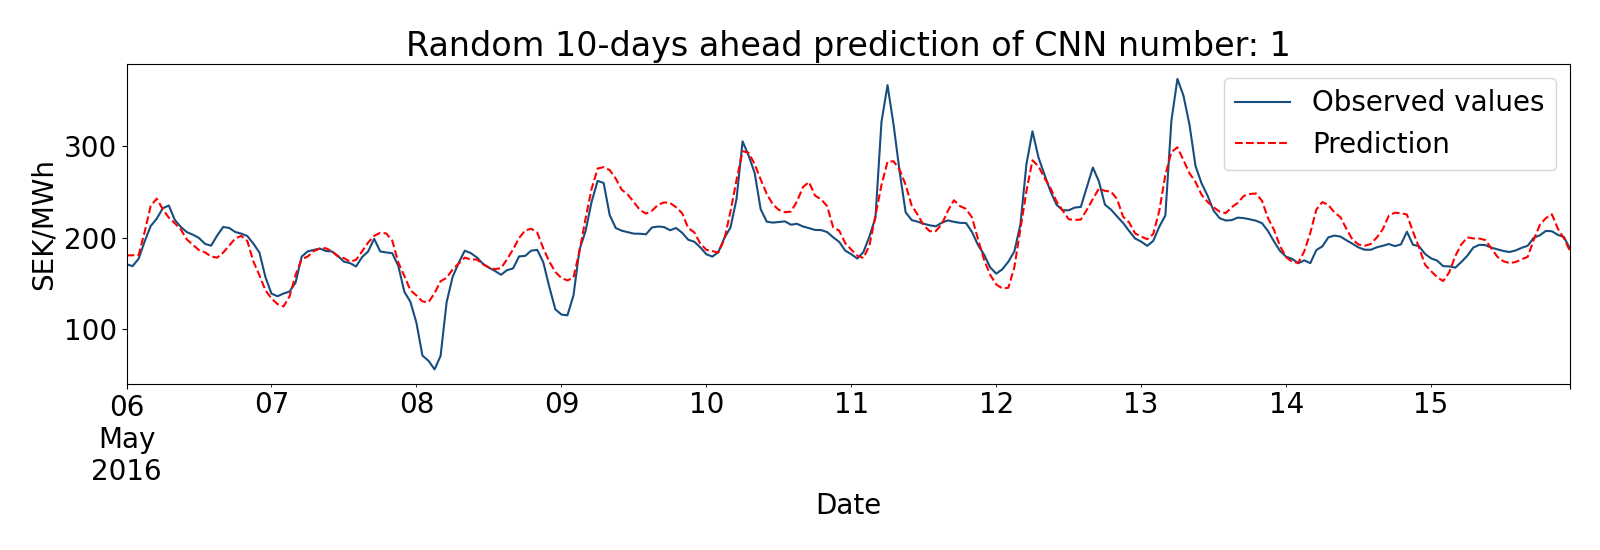 Random 10-days ahead prediction of CNN number: 1
Observed values
Prediction
SEK/MWh
300
200
100
06 07 08 09 10 11 12 13 14 15
May
2016
Date